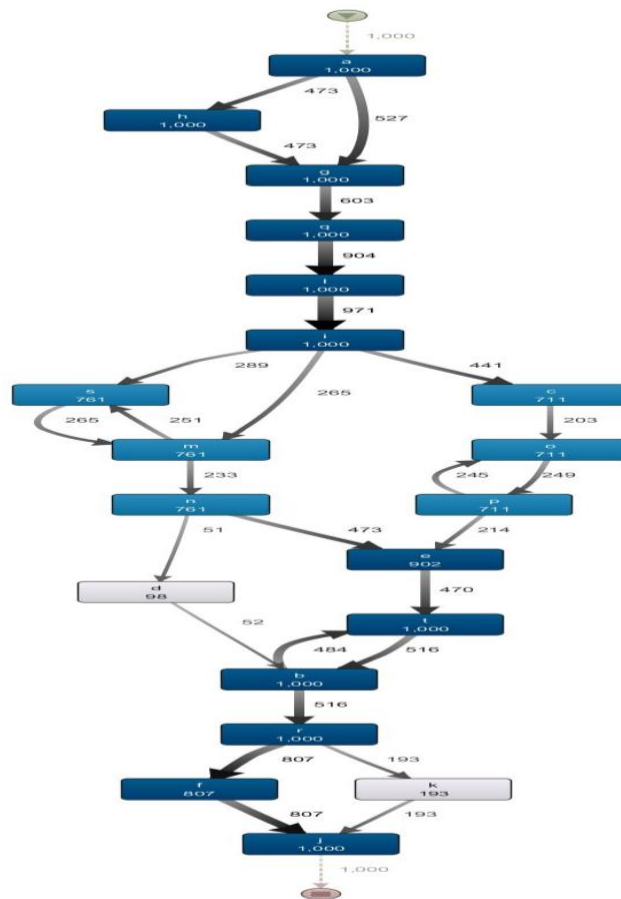 1,000
a
1,000
473
527
h
1,000
473
g
1,000
603
q
1,000
904
l
1,000
971
i
1,000
289
265
441
s
761
c
711
265
251
203
m
761
o
711
233
245
249
n
761
p
711
51
473
214
e
902
d
98
470
52
t
1,000
484
516
b
1,000
516
r
1,000
807
193
f
807
k
193
807
193
j
1,000
1,000